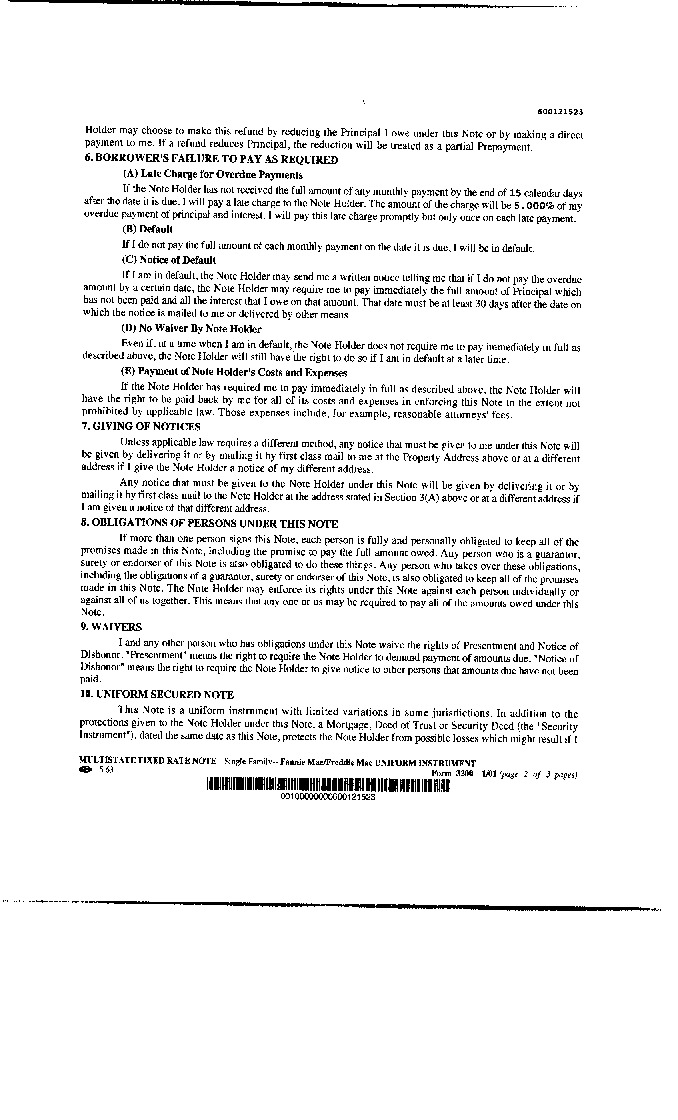 600121523
Holder may choose to make this refund by reducing the Principal I owe under this Note or by making a direct
payment to me. If a refund reduces Principal, the reduction will be treated as a partial Prepayment.
6. BORROWER'S FAILURE TO PAY AS REQUIRED
(A) Late Charge for Overdue Payments
If the Note Holder has not received the full amount of any monthly payment by the end of 15 calendar days
after the date it is due, I will pay a late charge to the Note Holder. The amount of the charge will be 5.000% of my
overdue payment of principal and interest. I will pay this late charge promptly but only once on each late payment.
(B) Default
If I do not pay the full amount of each monthly payment on the date it is due, I will be in default.
(C) Notice of Default
If I am in default, the Note Holder may send me a written notice telling me that if I do not pay the overdue
amount by a certain date, the Note Holder may require me to pay immediately the full amount of Principal which
has not been paid and all the interest that I owe on that amount. That date must be at least 30 days after the date on
which the notice is mailed to me or delivered by other means
(D) No Waiver By Note Holder
Even if, at a time when I am in default, the Note Holder does not require me to pay immediately in full as
described above, the Note Holder will still have the right to do so if I am in default at a later time.
(E) Payment of Note Holder's Costs and Expenses
If the Note Holder has required me to pay immediately in full as described above, the Note Holder will
have the right to be paid back by me for all of its costs and expenses in enforcing this Note to the extent not
prohibited by applicable law. Those expenses include, for example, reasonable attorneys' fees.
7. GIVING OF NOTICES
Unless applicable law requires a different method, any notice that must be given to me under this Note will
be given by delivering it or by mailing it by first class mail to me at the Property Address above or at a different
address if I give the Note Holder a notice of my different address.
Any notice that must be given to the Note Holder under this Note will be given by delivering it or by
mailing it by first class mail to the Note Holder at the address stated in Section 3(A) above or at a different address if
I am given a notice of that different address.
8. OBLIGATIONS OF PERSONS UNDER THIS NOTE
If more than one person signs this Note, each person is fully and personally obligated to keep all of the
promises made in this Note, including the promise to pay the full amount owed. Any person who is a guarantor,
surety or endorser of this Note is also obligated to do these things. Any person who takes over these obligations,
including the obligations of a guarantor, surety or endorser of this Note, is also obligated to keep all of the promises
made in this Note. The Note Holder may enforce its rights under this Note against each person individually or
against all of us together. This means that any one of us may be required to pay all of the amounts owed under this
Note.
9. WAIVERS
I and any other person who has obligations under this Note waive the rights of Presentment and Notice of
Dishonor. "Presentment" means the right to require the Note Holder to demand payment of amounts due. "Notice of
Dishonor" means the right to require the Note Holder to give notice to other persons that amounts due have not been
paid.
10. UNIFORM SECURED NOTE
This Note is a uniform instrument with limited variations in some jurisdictions. In addition to the
protections given to the Note Holder under this Note, a Mortgage, Deed of Trust or Security Deed (the "Security
Instrument"), dated the same date as this Note, protects the Note Holder from possible losses which might result if I
MULTISTATE FIXED RATE NOTE Single Family-- Fannie Mae/Freddie Mac UNIFORM INSTRUMENT
Form 3200 1/01 (page 2 of 3 pages)